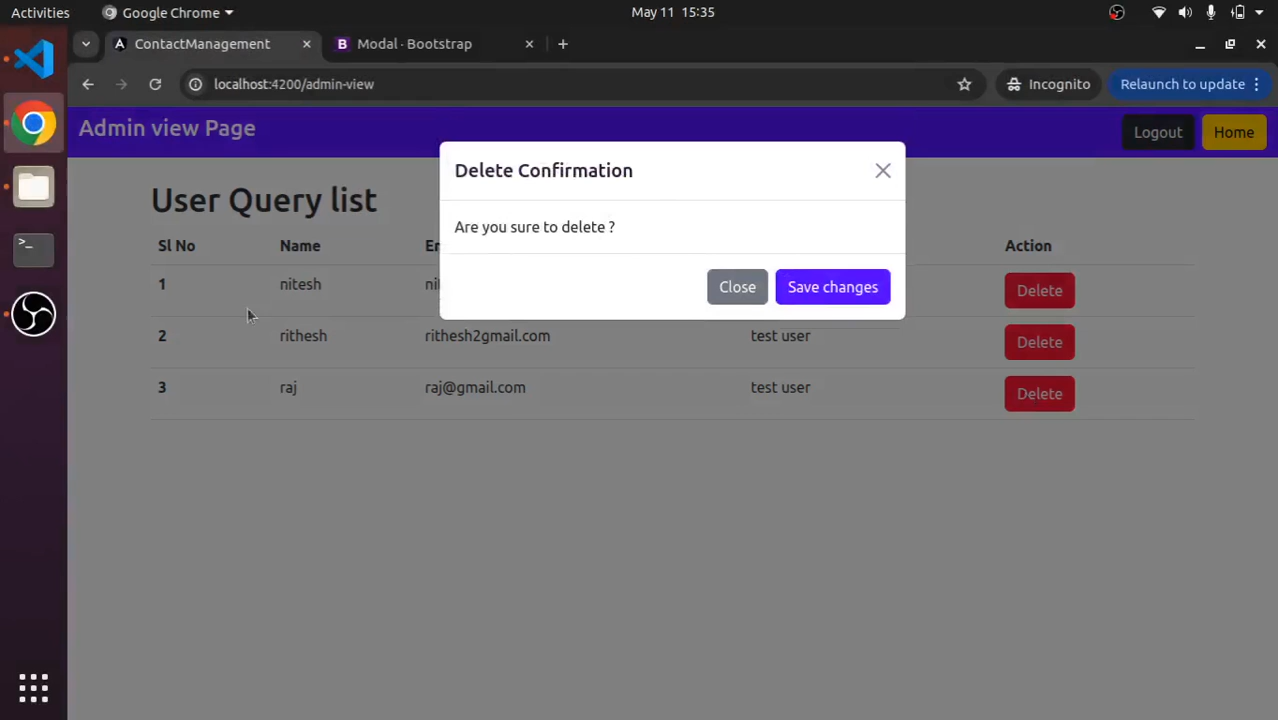 Activities Google Chrome May 11 15:35
ContactManagement Modal · Bootstrap
localhost:4200/admin-view Incognito Relaunch to update
Admin view Page Logout Home
Delete Confirmation
User Query list
Are you sure to delete ?
Sl No Name Action
Close Save changes
1 nitesh Delete
2 rithesh rithesh2gmail.com test user Delete
3 raj raj@gmail.com test user Delete